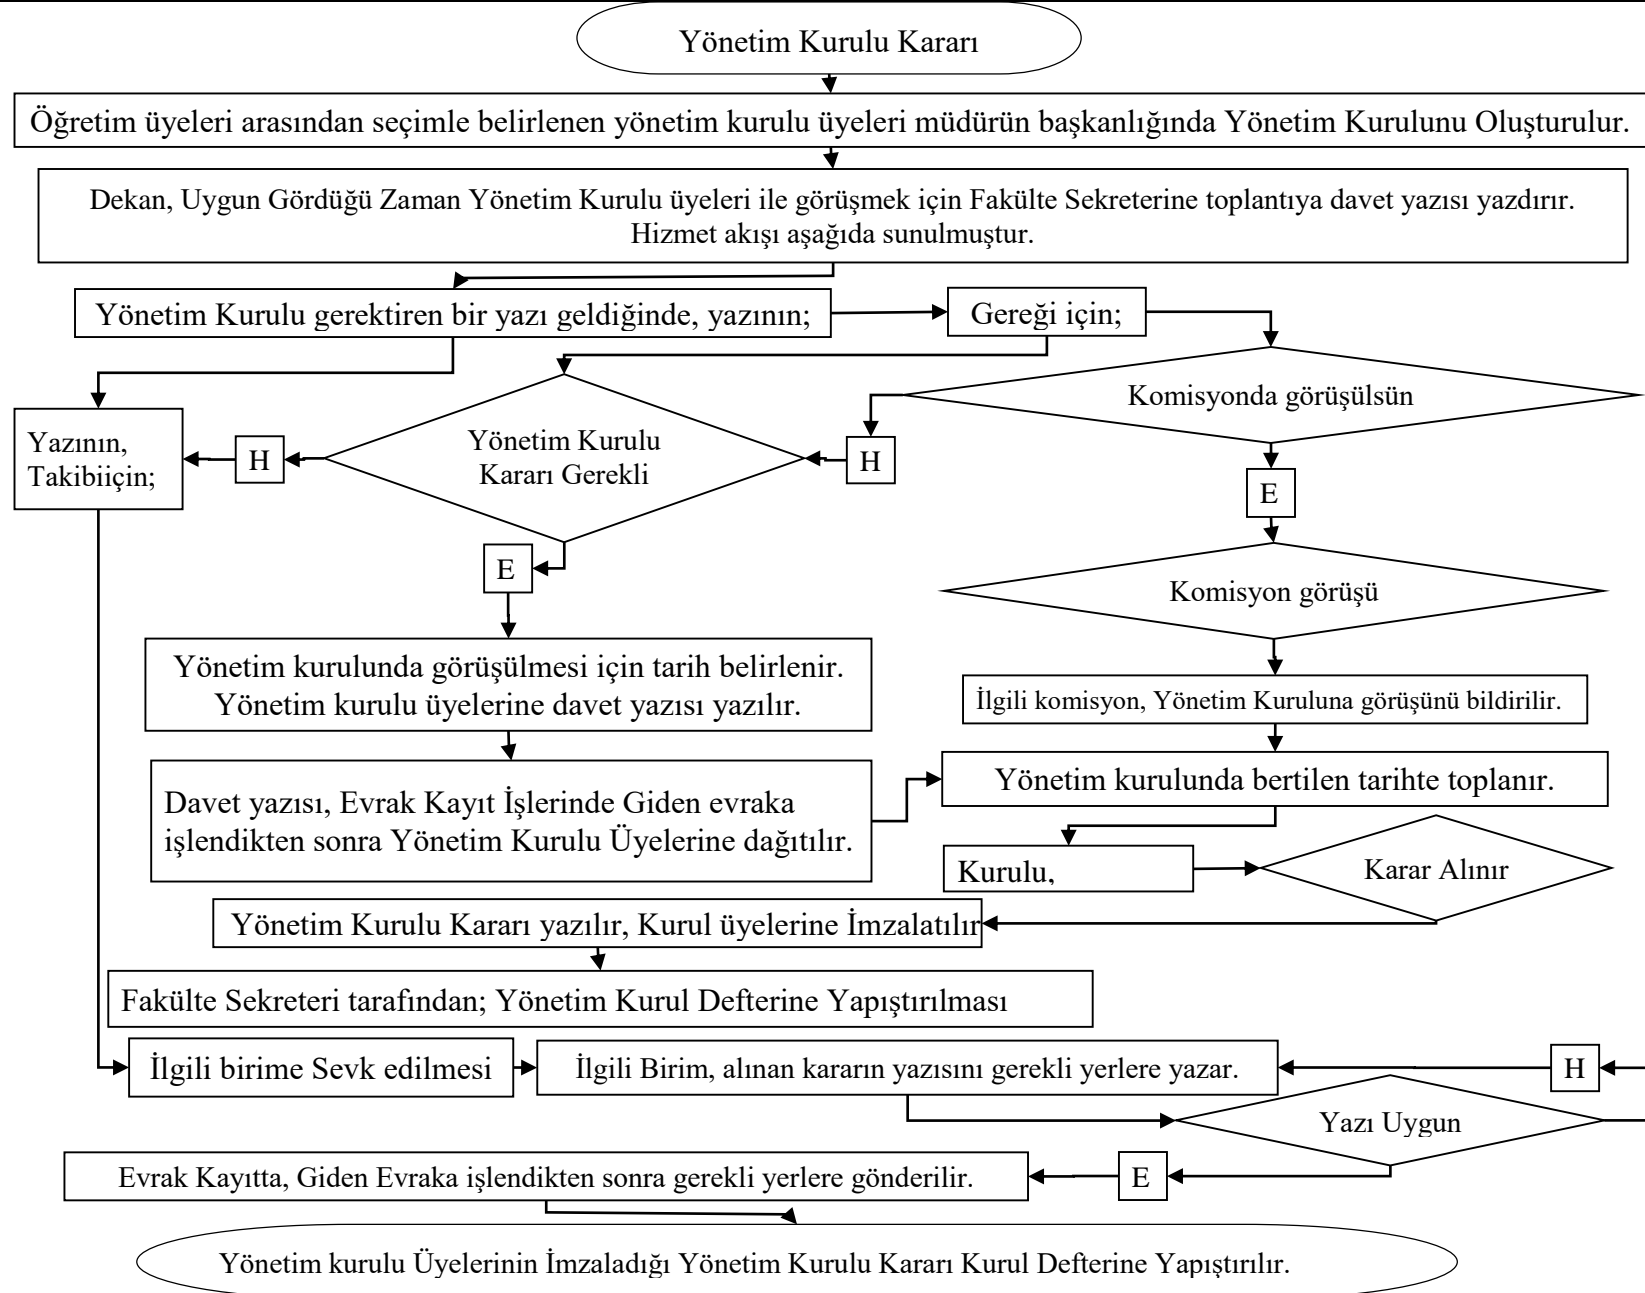 Yönetim Kurulu Kararı
Öğretim üyeleri arasından seçimle belirlenen yönetim kurulu üyeleri müdürün başkanlığında Yönetim Kurulunu Oluşturulur.
Dekan, Uygun Gördüğü Zaman Yönetim Kurulu üyeleri ile görüşmek için Fakülte Sekreterine toplantıya davet yazısı yazdırır.
Hizmet akışı aşağıda sunulmuştur.
Yönetim Kurulu gerektiren bir yazı geldiğinde, yazının;
Gereği için;
Komisyonda görüşülsün
Yazının,
Takibiiçin;
H
Yönetim Kurulu
Kararı Gerekli
H
E
E
Komisyon görüşü
Yönetim kurulunda görüşülmesi için tarih belirlenir.
Yönetim kurulu üyelerine davet yazısı yazılır.
İlgili komisyon, Yönetim Kuruluna görüşünü bildirilir.
Yönetim kurulunda bertilen tarihte toplanır.
Davet yazısı, Evrak Kayıt İşlerinde Giden evraka
işlendikten sonra Yönetim Kurulu Üyelerine dağıtılır.
Kurulu,
Karar Alınır
Yönetim Kurulu Kararı yazılır, Kurul üyelerine İmzalatılır
Fakülte Sekreteri tarafından; Yönetim Kurul Defterine Yapıştırılması
İlgili birime Sevk edilmesi
İlgili Birim, alınan kararın yazısını gerekli yerlere yazar.
H
Yazı Uygun
Evrak Kayıtta, Giden Evraka işlendikten sonra gerekli yerlere gönderilir.
E
Yönetim kurulu Üyelerinin İmzaladığı Yönetim Kurulu Kararı Kurul Defterine Yapıştırılır.